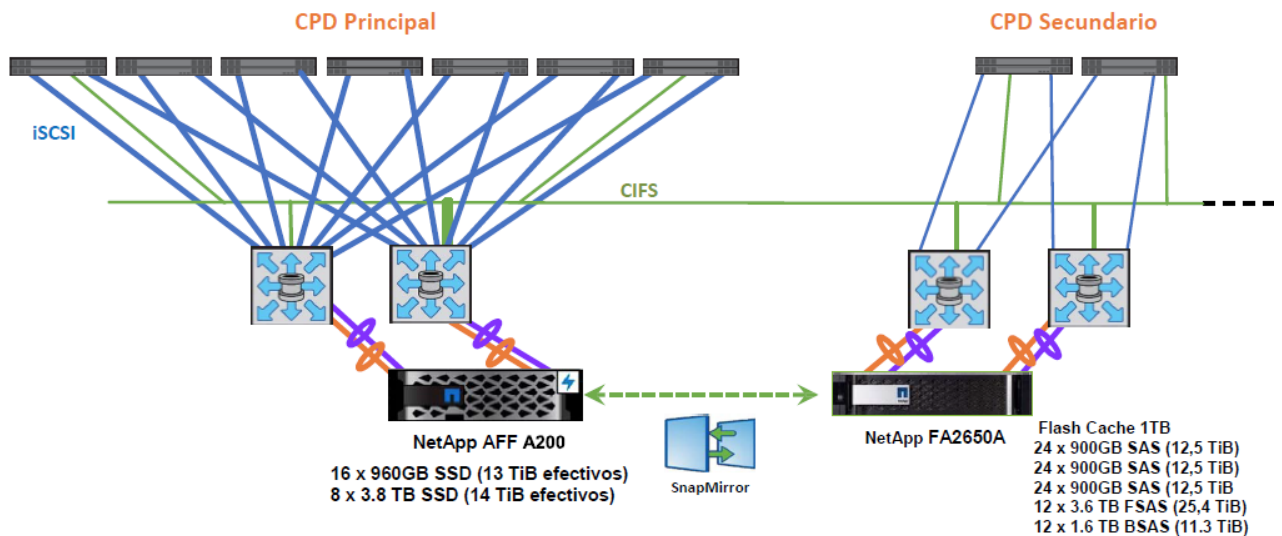 CPD Principal
CPD Secundario
iSCSI
CIFS
NetApp AFF A200
16 x 960GB SSD (13 TiB efectivos)
8 x 3.8 TB SSD (14 TiB efectivos)
SnapMirror
NetApp FA2650A
Flash Cache 1TB
24 x 900GB SAS (12,5 TiB)
24 x 900GB SAS (12,5 TiB)
24 x 900GB SAS (12,5 TiB
12 x 3.6 TB FSAS (25,4 TiB)
12 x 1.6 TB BSAS (11.3 TiB)